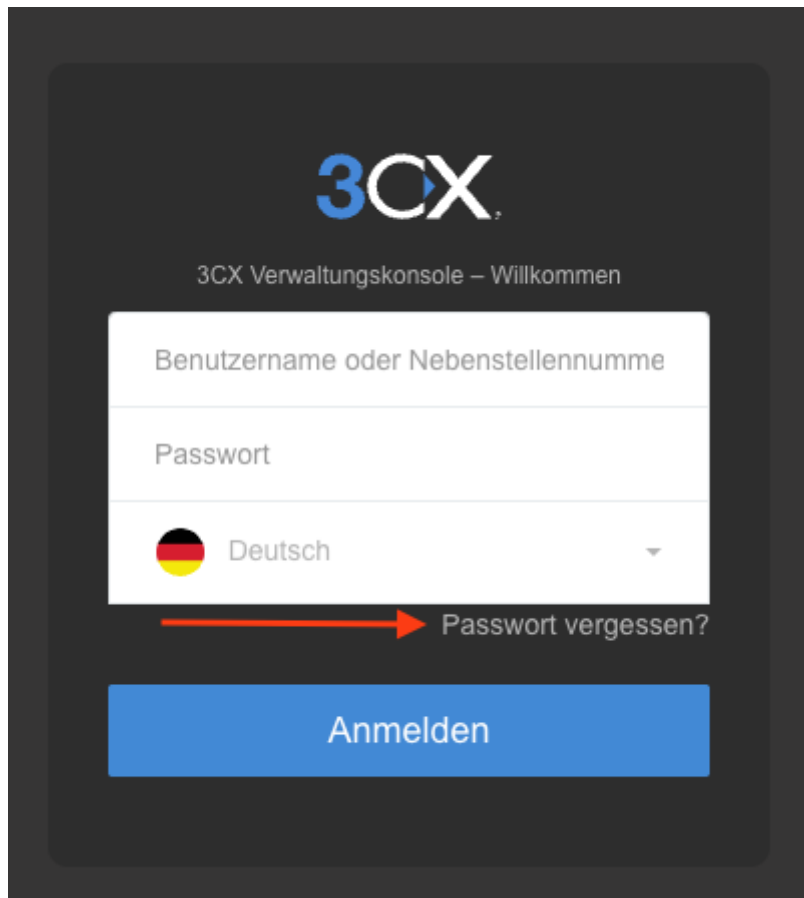 3CX
3CX Verwaltungskonsole – Willkommen
Benutzername oder Nebenstellennumme
Passwort
Deutsch
Passwort vergessen?
Anmelden